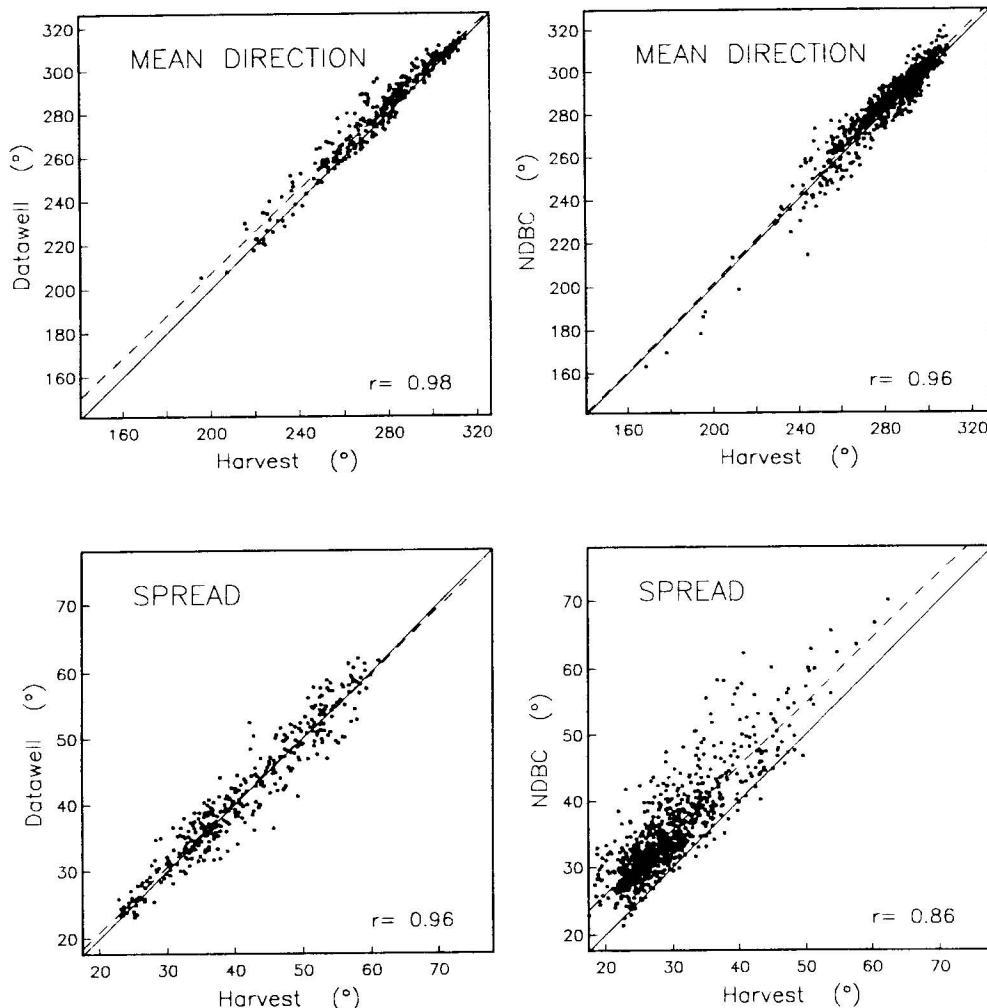 MEAN DIRECTION
320
300
280
260
240
220
200
180
160
Datawell (°)
r= 0.98
160 200 240 280 320
Harvest (°)
MEAN DIRECTION
320
300
280
260
240
220
200
180
160
NDBC (°)
r= 0.96
160 200 240 280 320
Harvest (°)
SPREAD
70
60
50
40
30
20
Datawell (°)
r= 0.96
20 30 40 50 60 70
Harvest (°)
SPREAD
70
60
50
40
30
20
NDBC (°)
r= 0.86
20 30 40 50 60 70
Harvest (°)